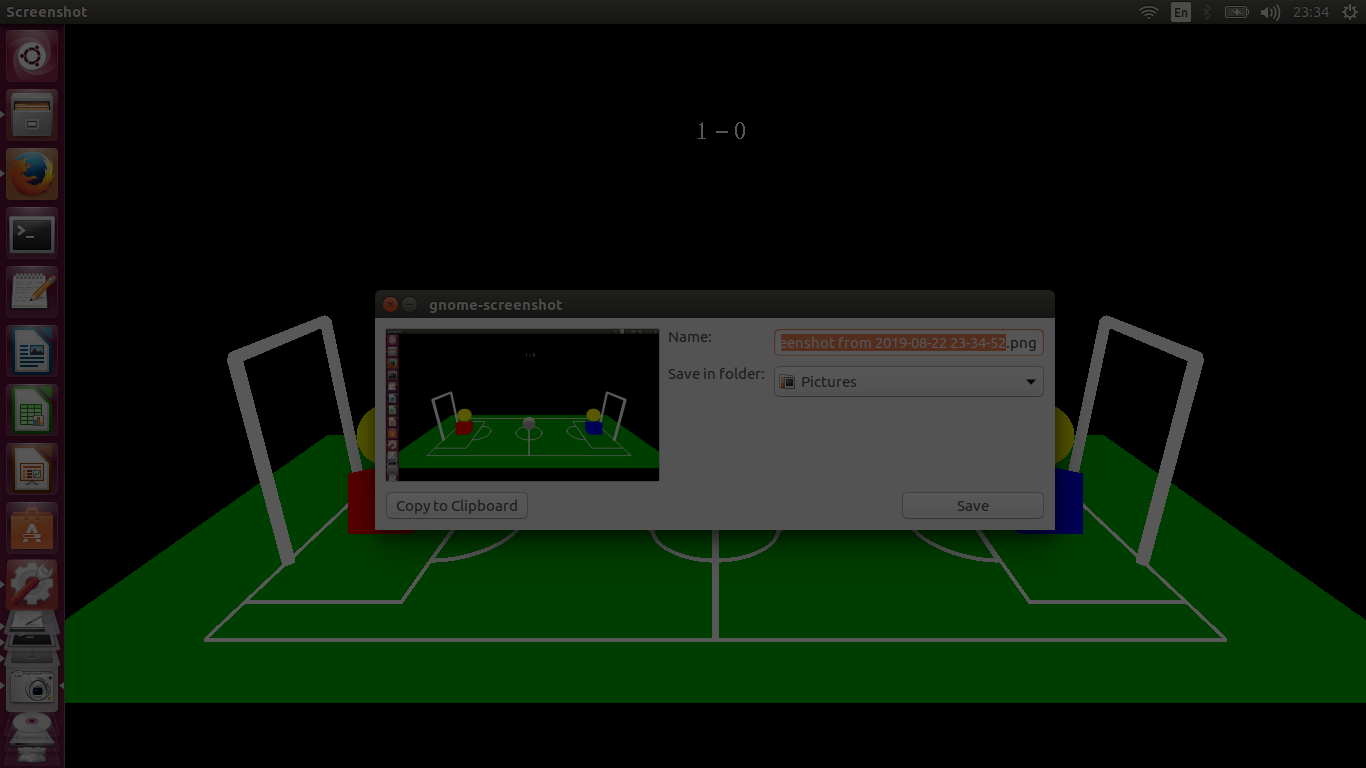 Screenshot
En
23:34
1 – 0
gnome-screenshot
Name:
eenshot from 2019-08-22 23-34-52.png
Save in folder:
Pictures
Copy to Clipboard
Save